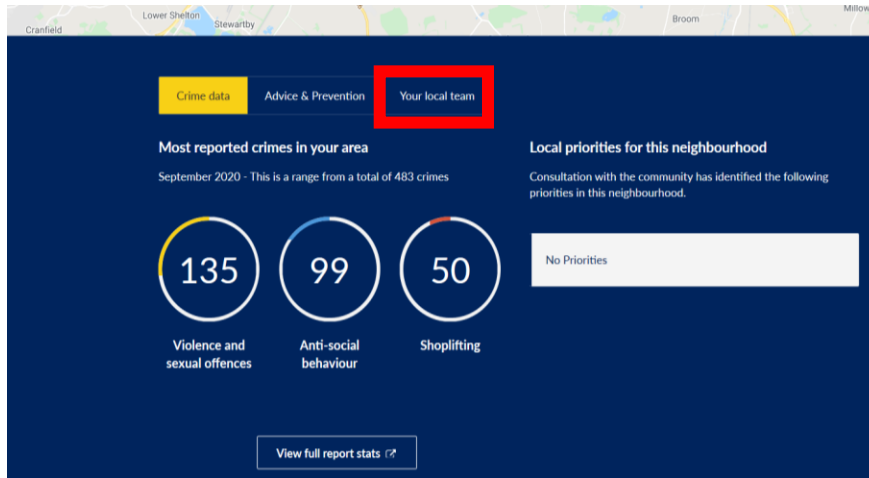 Lower Shelton
Cranfield
Stewartby
Broom
Crime data
Advice & Prevention
Your local team
Most reported crimes in your area
September 2020 - This is a range from a total of 483 crimes
135
99
50
Violence and
sexual offences
Anti-social
behaviour
Shoplifting
View full report stats
Local priorities for this neighbourhood
Consultation with the community has identified the following
priorities in this neighbourhood.
No Priorities